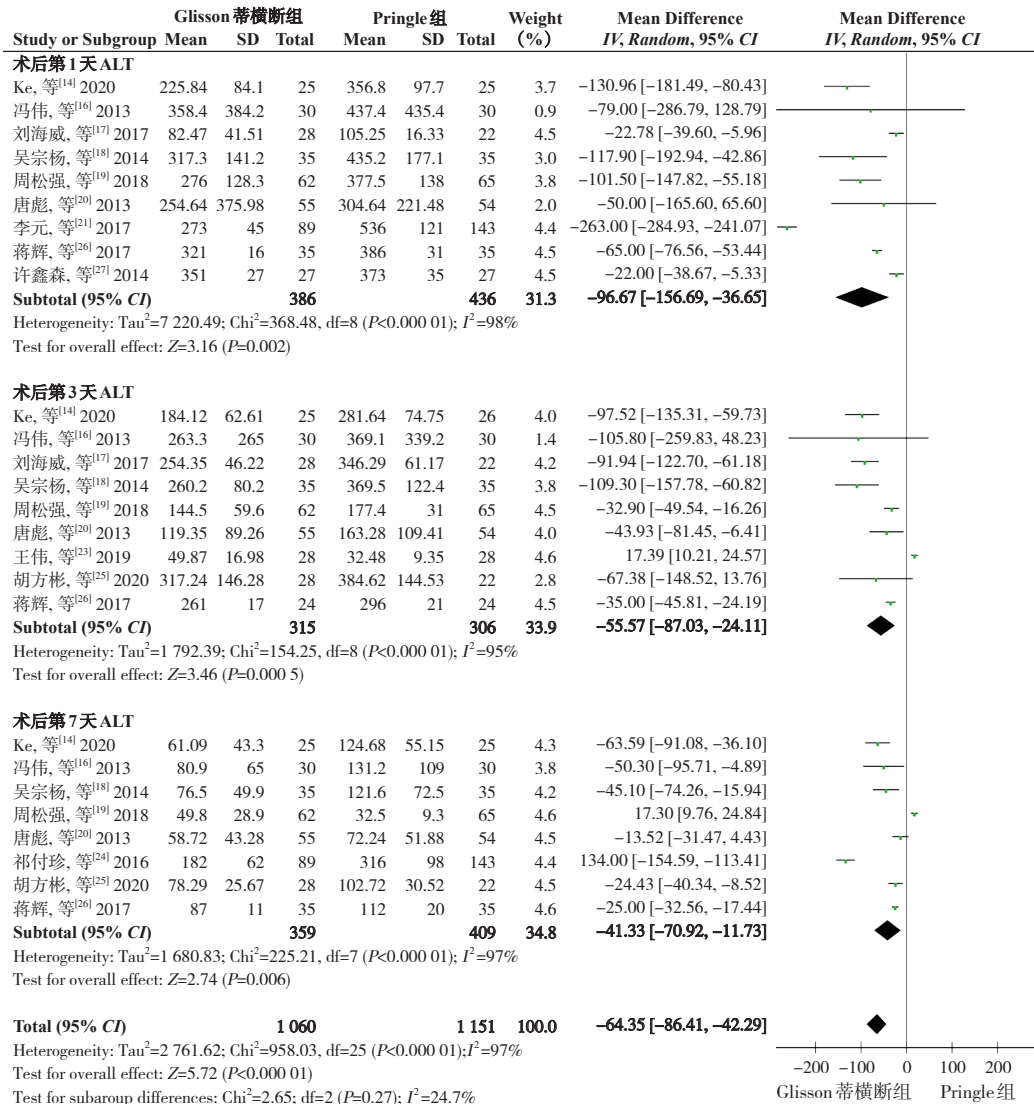 Glisson 蒂横断组 Pringle 组 Weight Mean Difference Mean Difference
Study or Subgroup Mean SD Total Mean SD Total （%） IV, Random, 95% CI IV, Random, 95% CI
术后第1天 ALT
Ke, 等[14] 2020 225.84 84.1 25 356.8 97.7 25 3.7 −130.96 [−181.49, −80.43]
冯伟, 等[16] 2013 358.4 384.2 30 437.4 435.4 30 0.9 −79.00 [−286.79, 128.79]
刘海威, 等[17] 2017 82.47 41.51 28 105.25 16.33 22 4.5 −22.78 [−39.60, −5.96]
吴宗杨, 等[18] 2014 317.3 141.2 35 435.2 177.1 35 3.0 −117.90 [−192.94, −42.86]
周松强, 等[19] 2018 276 128.3 62 377.5 138 65 3.8 −101.50 [−147.82, −55.18]
唐彪, 等[20] 2013 254.64 375.98 55 304.64 221.48 54 2.0 −50.00 [−165.60, 65.60]
李元, 等[21] 2017 273 45 89 536 121 143 4.4 −263.00 [−284.93, −241.07]
蒋辉, 等[26] 2017 321 16 35 386 31 35 4.5 −65.00 [−76.56, −53.44]
许鑫森, 等[27] 2014 351 27 27 373 35 27 4.5 −22.00 [−38.67, −5.33]
Subtotal (95% CI) 386 436 31.3 −96.67 [−156.69, −36.65]
Heterogeneity: Tau²=7 220.49; Chi²=368.48, df=8 (P<0.000 01); I²=98%
Test for overall effect: Z=3.16 (P=0.002)
术后第3天 ALT
Ke, 等[14] 2020 184.12 62.61 25 281.64 74.75 26 4.0 −97.52 [−135.31, −59.73]
冯伟, 等[16] 2013 263.3 265 30 369.1 339.2 30 1.4 −105.80 [−259.83, 48.23]
刘海威, 等[17] 2017 254.35 46.22 28 346.29 61.17 22 4.2 −91.94 [−122.70, −61.18]
吴宗杨, 等[18] 2014 260.2 80.2 35 369.5 122.4 35 3.8 −109.30 [−157.78, −60.82]
周松强, 等[19] 2018 144.5 59.6 62 177.4 31 65 4.5 −32.90 [−49.54, −16.26]
唐彪, 等[20] 2013 119.35 89.26 55 163.28 109.41 54 4.0 −43.93 [−81.45, −6.41]
王伟, 等[23] 2019 49.87 16.98 28 32.48 9.35 28 4.6 17.39 [10.21, 24.57]
胡方彬, 等[25] 2020 317.24 146.28 28 384.62 144.53 22 2.8 −67.38 [−148.52, 13.76]
蒋辉, 等[26] 2017 261 17 24 296 21 24 4.5 −35.00 [−45.81, −24.19]
Subtotal (95% CI) 315 306 33.9 −55.57 [−87.03, −24.11]
Heterogeneity: Tau²=1 792.39; Chi²=154.25, df=8 (P<0.000 01); I²=95%
Test for overall effect: Z=3.46 (P=0.000 5)
术后第7天 ALT
Ke, 等[14] 2020 61.09 43.3 25 124.68 55.15 25 4.3 −63.59 [−91.08, −36.10]
冯伟, 等[16] 2013 80.9 65 30 131.2 109 30 3.8 −50.30 [−95.71, −4.89]
吴宗杨, 等[18] 2014 76.5 49.9 35 121.6 72.5 35 4.2 −45.10 [−74.26, −15.94]
周松强, 等[19] 2018 49.8 28.9 62 32.5 9.3 65 4.6 17.30 [9.76, 24.84]
唐彪, 等[20] 2013 58.72 43.28 55 72.24 51.88 54 4.5 −13.52 [−31.47, 4.43]
祁付珍, 等[24] 2016 182 62 89 316 98 143 4.4 134.00 [−154.59, −113.41]
胡方彬, 等[25] 2020 78.29 25.67 28 102.72 30.52 22 4.5 −24.43 [−40.34, −8.52]
蒋辉, 等[26] 2017 87 11 35 112 20 35 4.6 −25.00 [−32.56, −17.44]
Subtotal (95% CI) 359 409 34.8 −41.33 [−70.92, −11.73]
Heterogeneity: Tau²=1 680.83; Chi²=225.21, df=7 (P<0.000 01); I²=97%
Test for overall effect: Z=2.74 (P=0.006)
Total (95% CI) 1 060 1 151 100.0 −64.35 [−86.41, −42.29]
Heterogeneity: Tau²=2 761.62; Chi²=958.03, df=25 (P<0.000 01);I²=97%
Test for overall effect: Z=5.72 (P<0.000 01)
Test for subgroup differences: Chi²=2.65; df=2 (P=0.27); I²=24.7%
−200 −100 0 100 200
Glisson 蒂横断组 Pringle 组